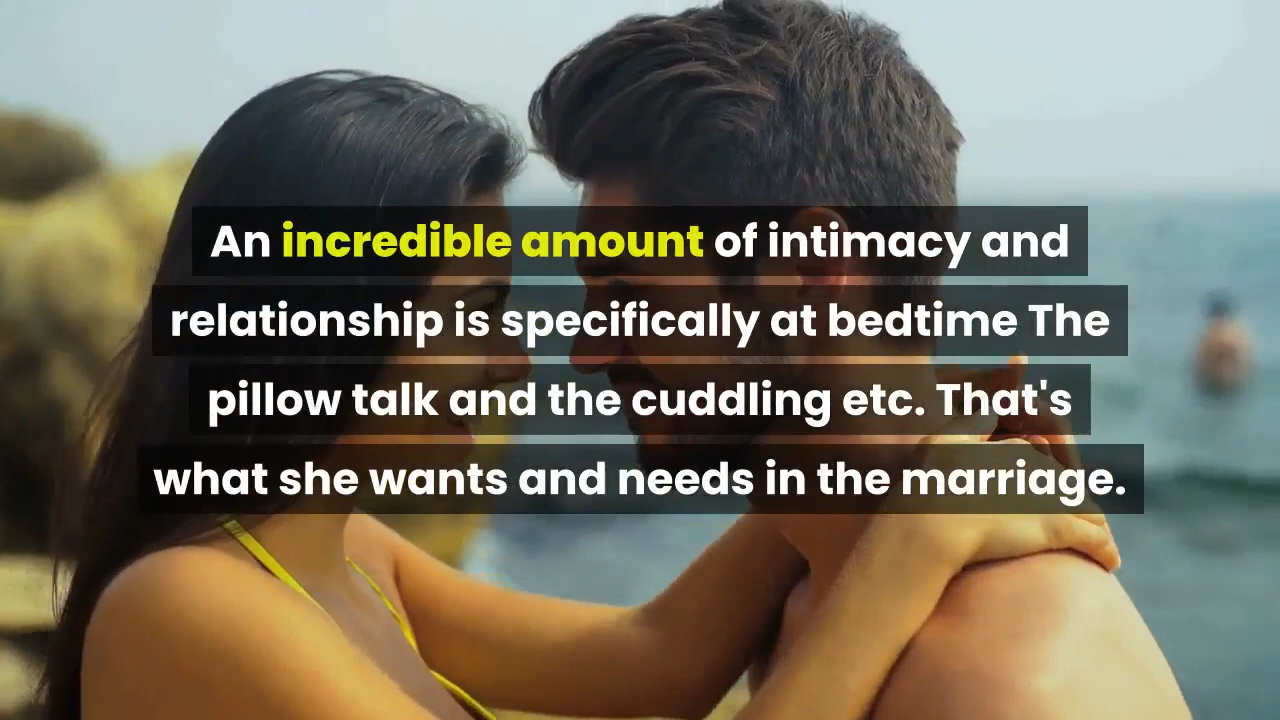 An incredible amount of intimacy and
relationship is specifically at bedtime The
pillow talk and the cuddling etc. That's
what she wants and needs in the marriage.